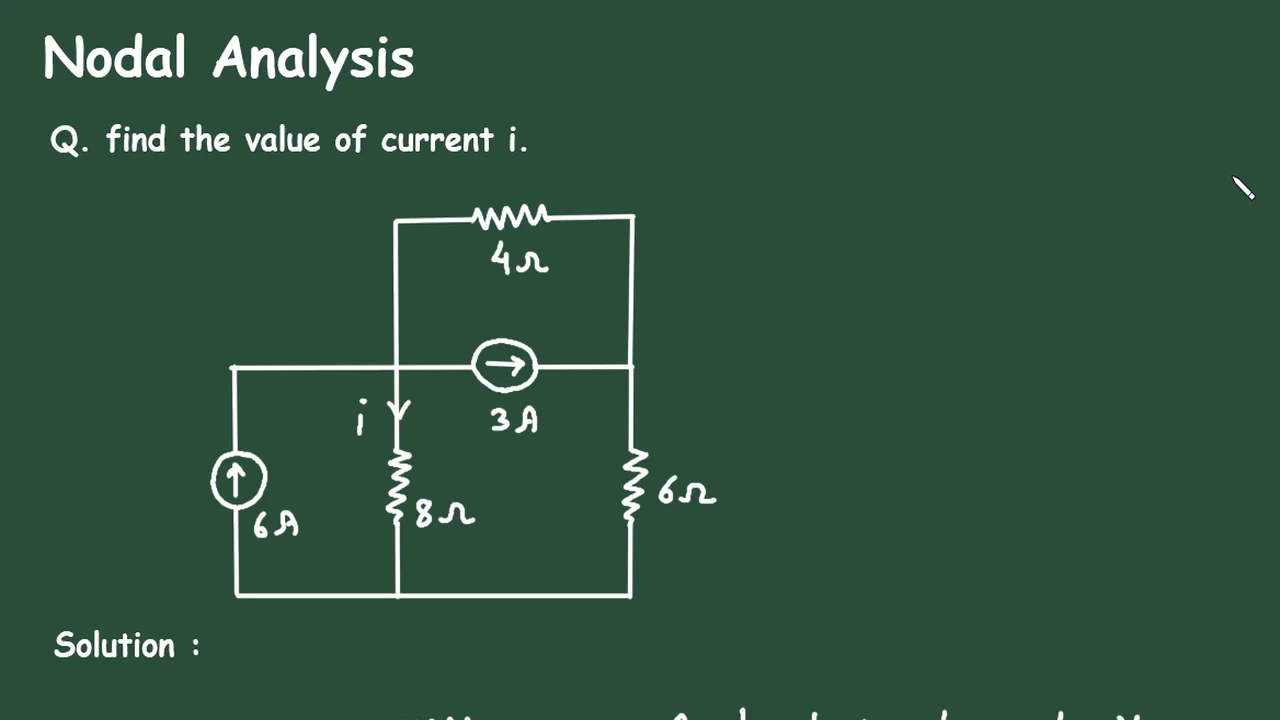 Nodal Analysis
Q. find the value of current i.
4Ω
i
3A
6A
8Ω
6Ω
Solution :